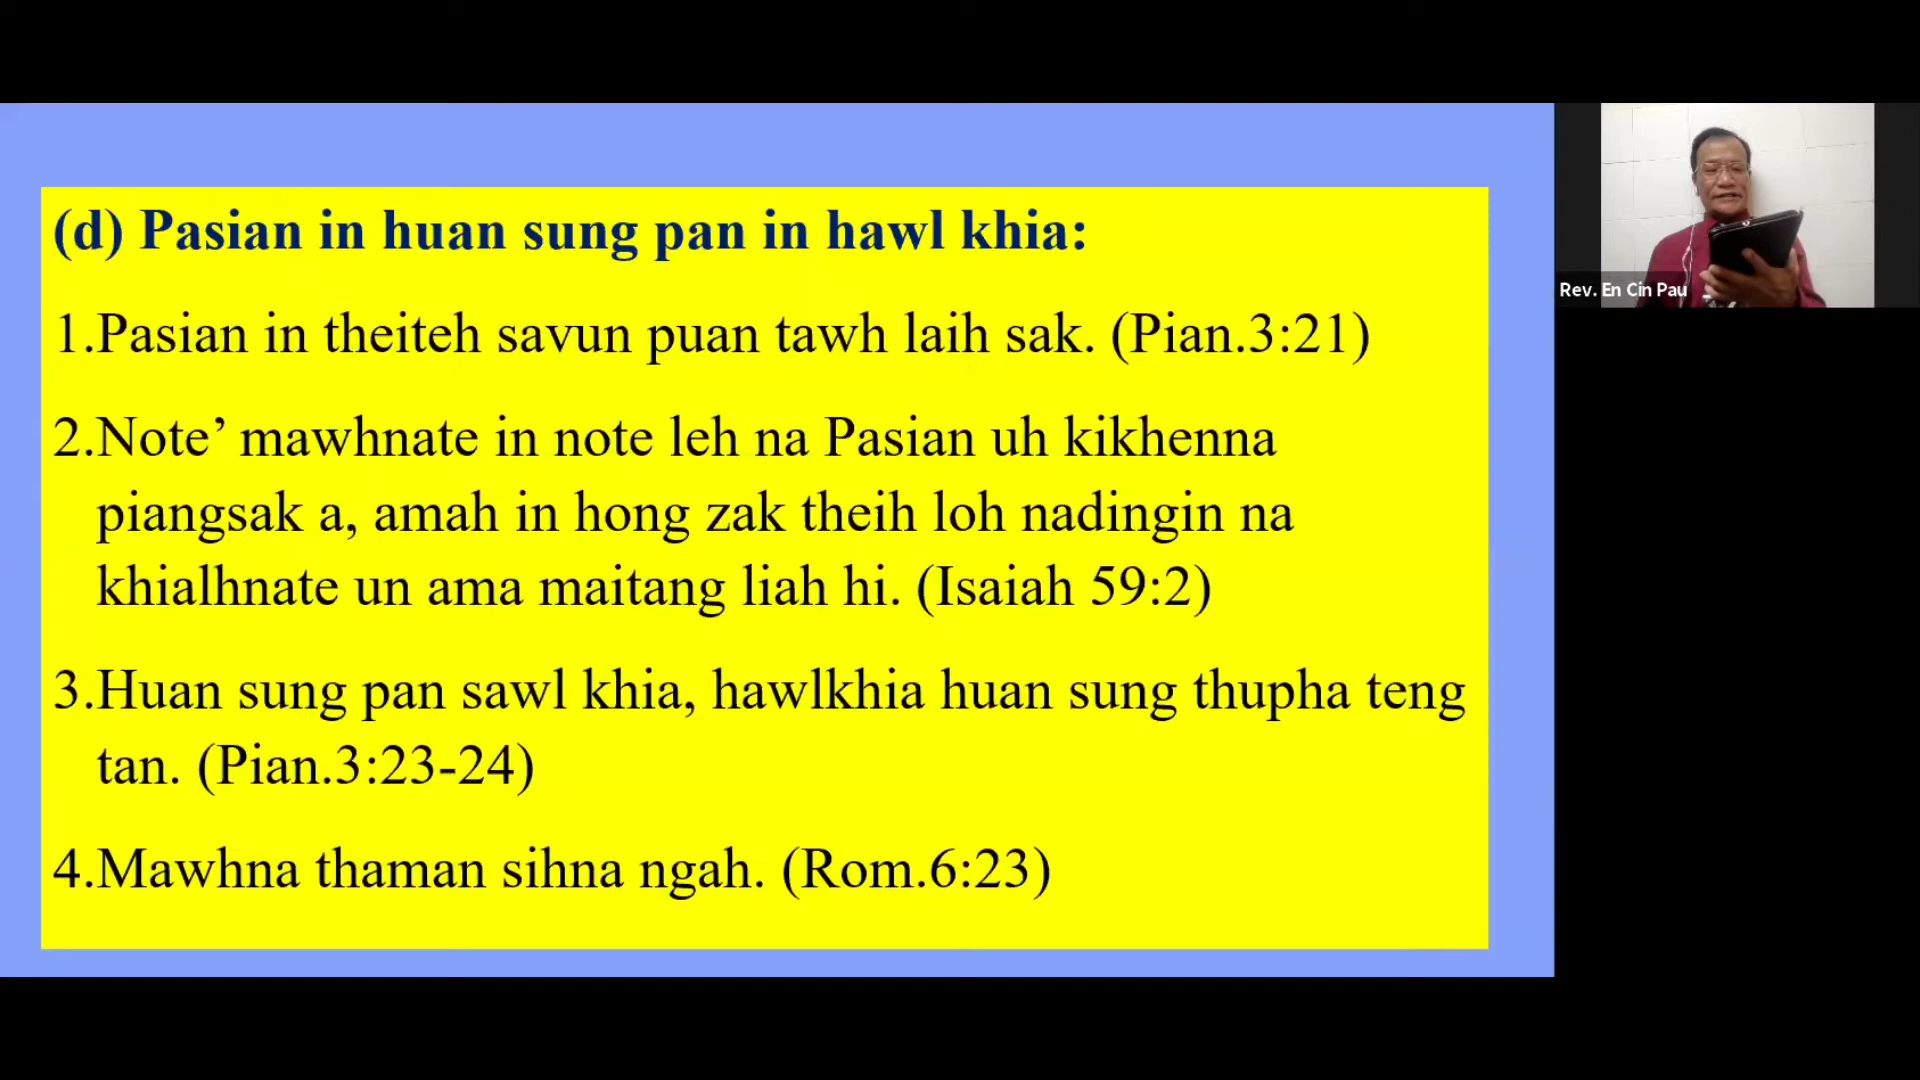 (d) Pasian in huan sung pan in hawl khia:
1.Pasian in theiteh savun puan tawh laih sak. (Pian.3:21)
2.Note’ mawhnate in note leh na Pasian uh kikhenna
piangsak a, amah in hong zak theih loh nadingin na
khialhnate un ama maitang liah hi. (Isaiah 59:2)
3.Huan sung pan sawl khia, hawlkhia huan sung thupha teng
tan. (Pian.3:23-24)
4.Mawhna thaman sihna ngah. (Rom.6:23)
Rev. En Cin Pau